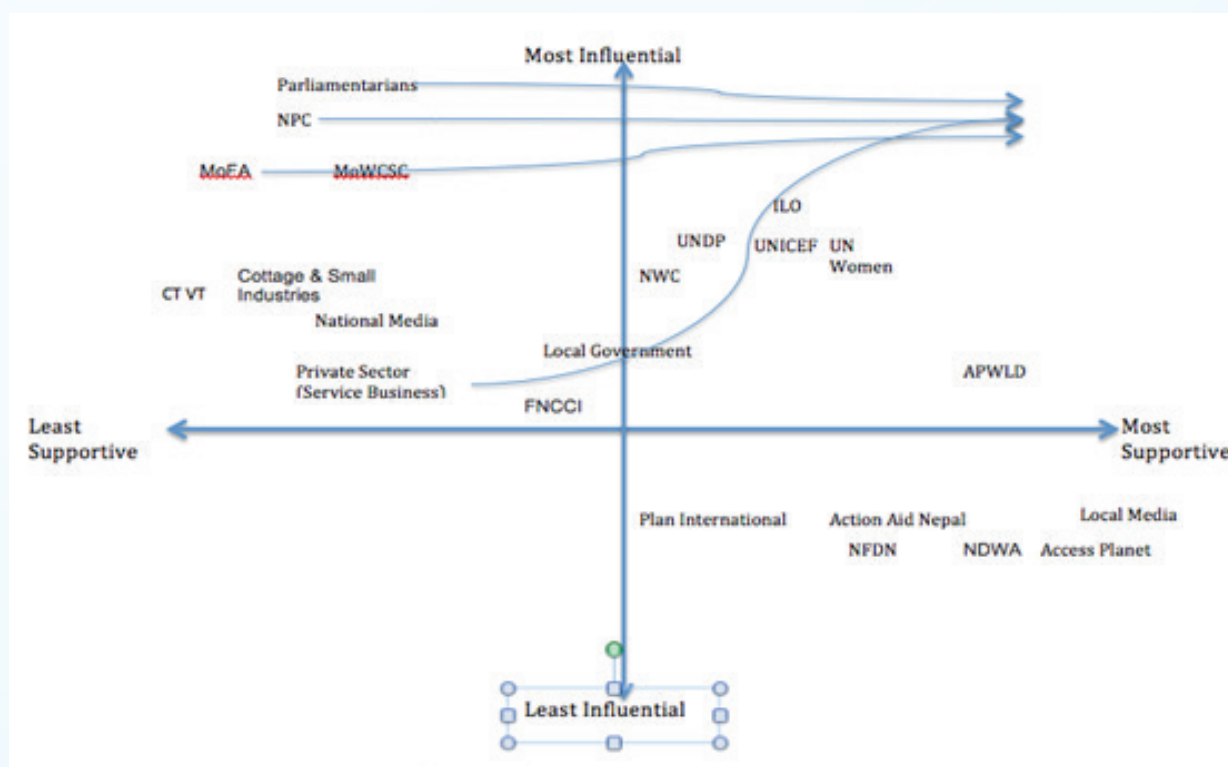 Most Influential
Parliamentarians
NPC
MoEA MoWCSC
ILO
UNDP UNICEF UN
Women
NWC
Cottage & Small
Industries
CT VT
National Media
Local Government
Private Sector
(Service Business)
APWLD
FNCCI
Least
Supportive
Most
Supportive
Plan International Action Aid Nepal Local Media
NFDN NDWA Access Planet
Least Influential